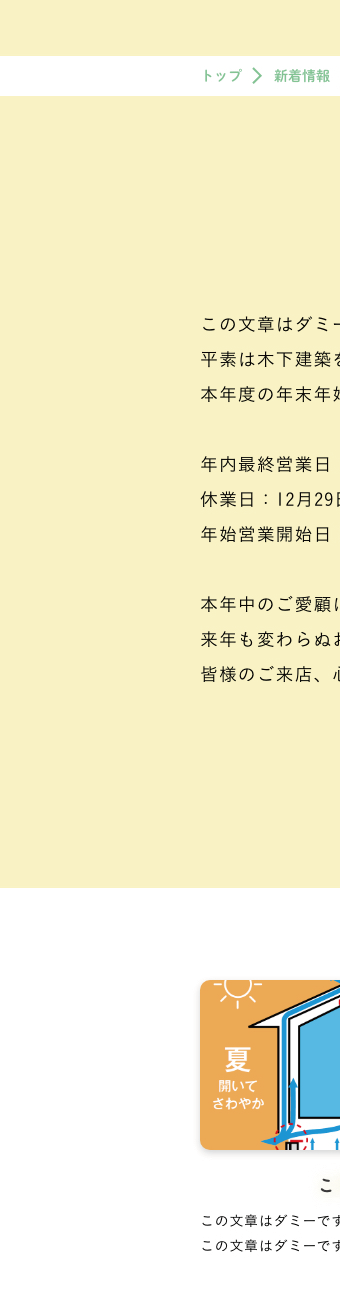 トップ 新着情報
この文章はダミー
平素は木下建築を
本年度の年末年始
年内最終営業日
休業日：12月29日
年始営業開始日
本年中のご愛顧に
来年も変わらぬお
皆様のご来店、心
夏
開いて
さわやか
こ
この文章はダミーです
この文章はダミーです